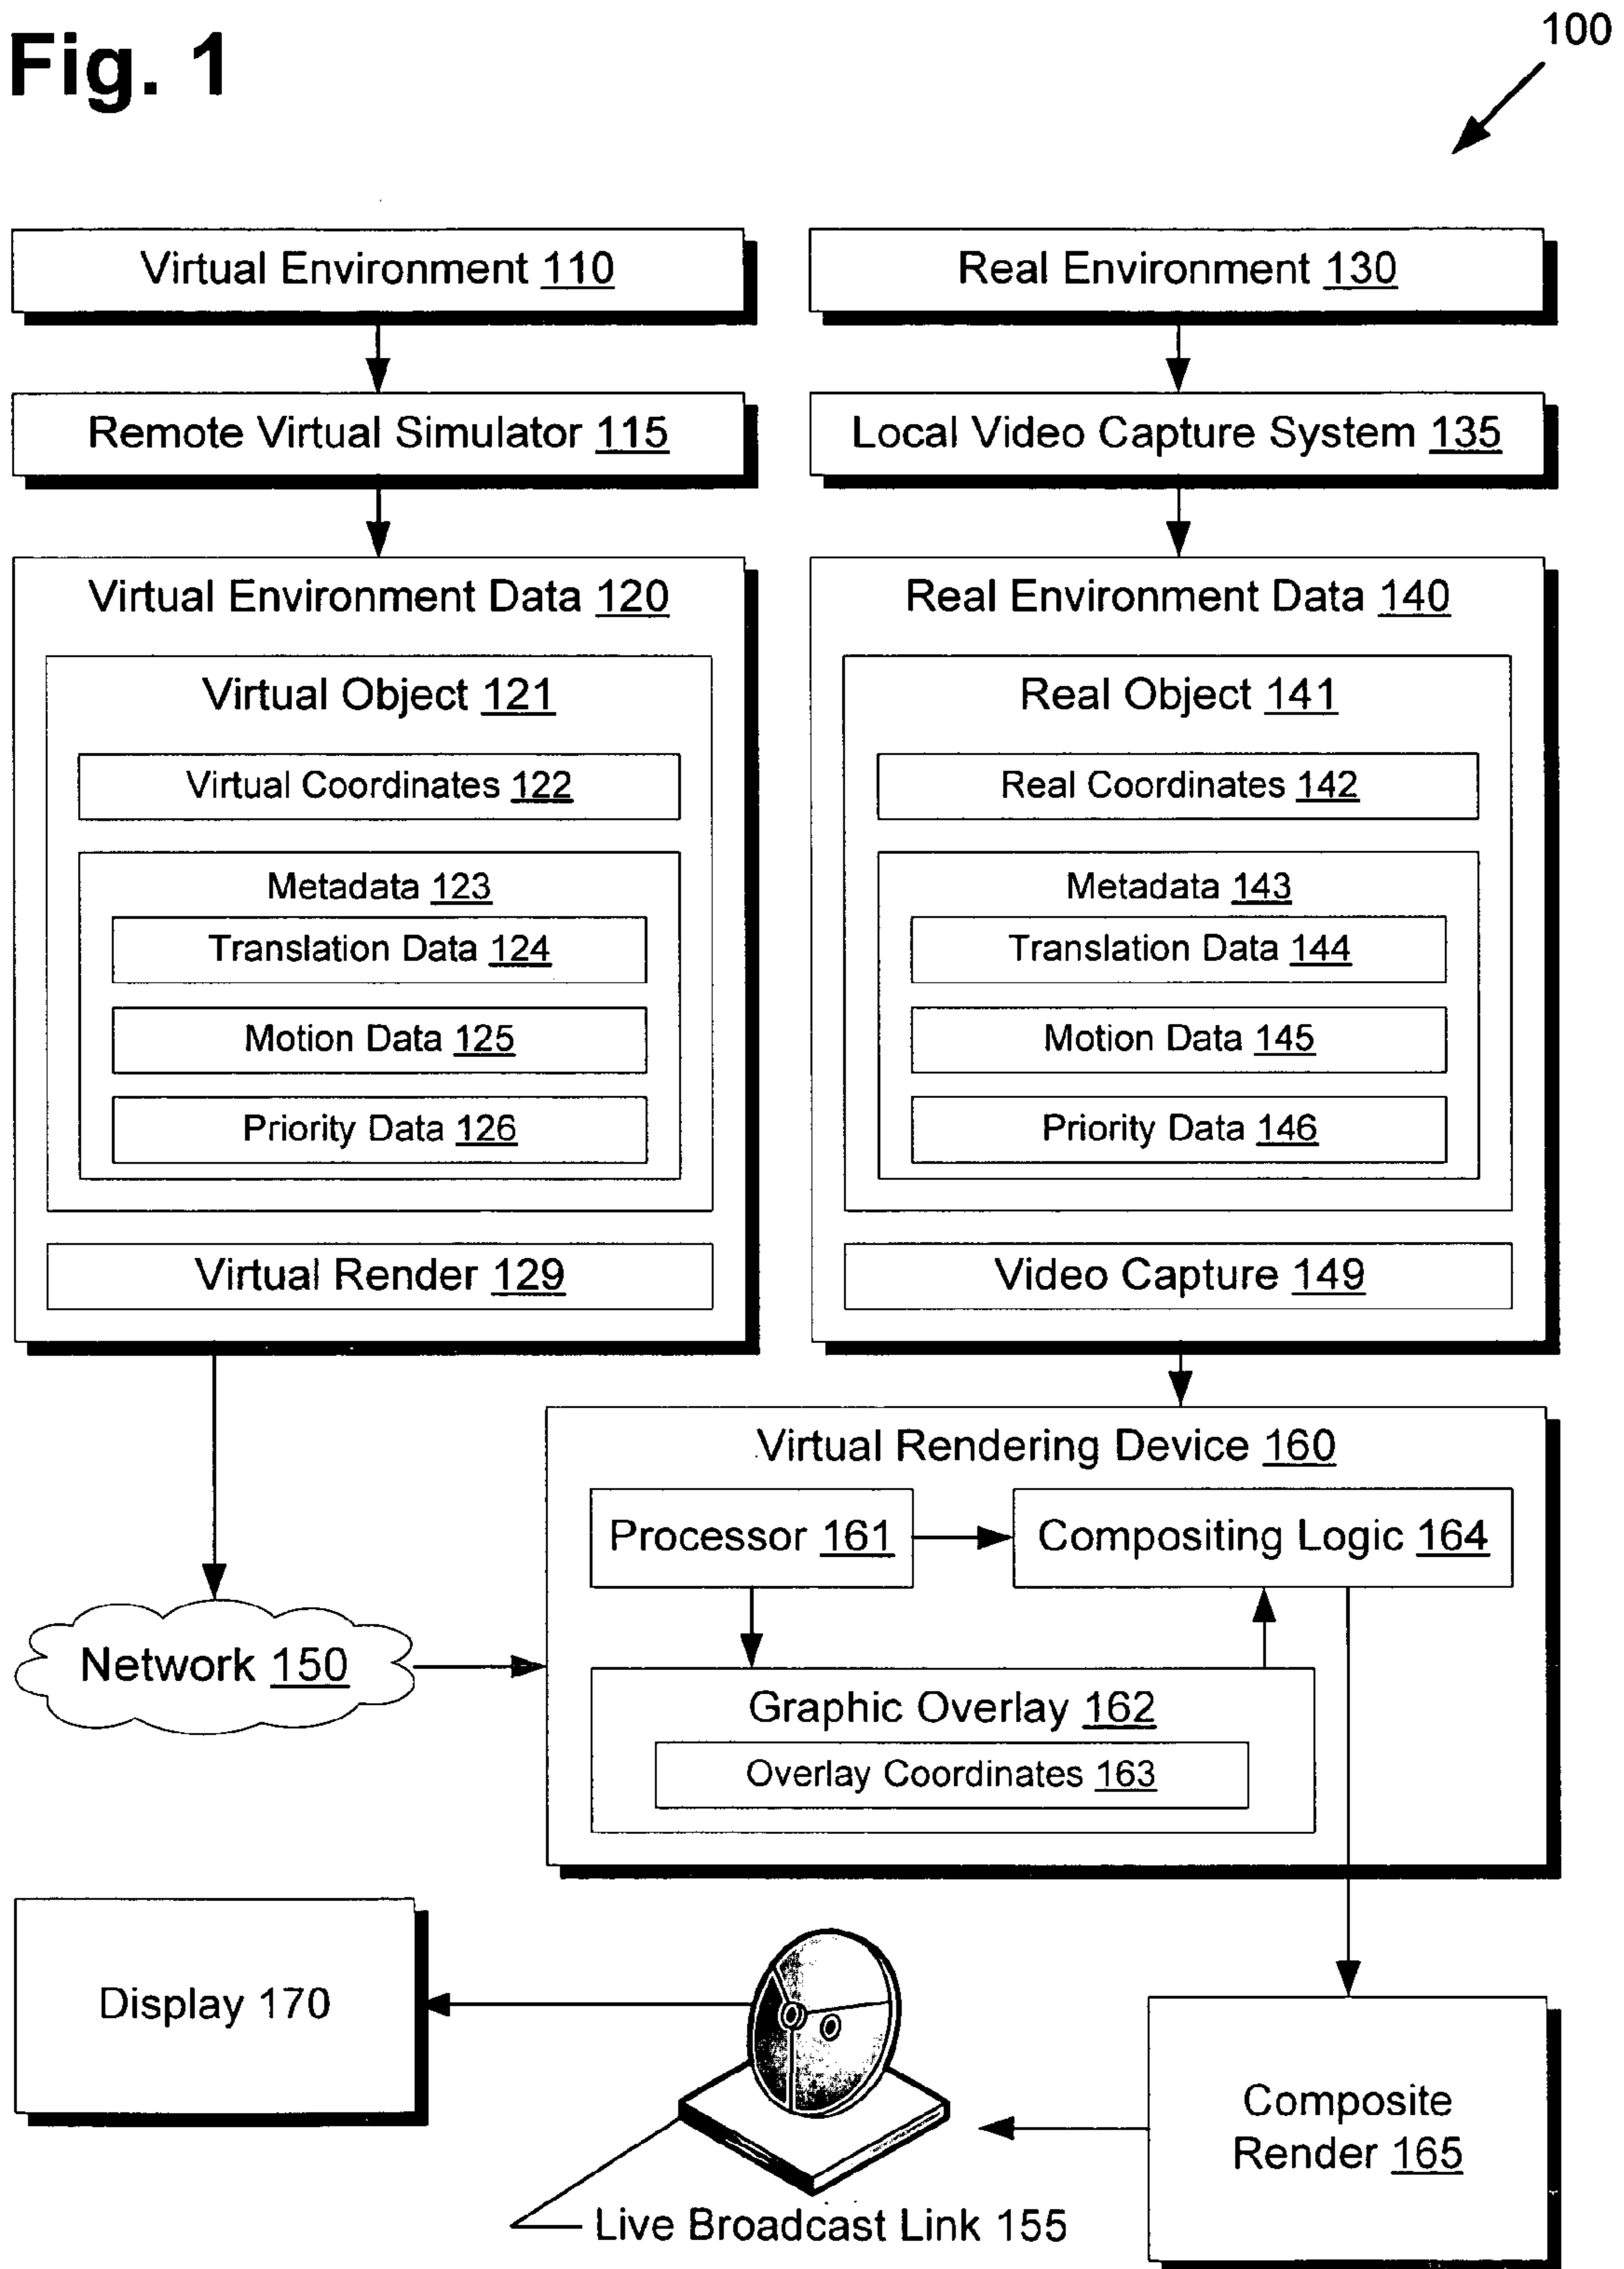 Fig. 1
100
Virtual Environment 110
Real Environment 130
Remote Virtual Simulator 115
Local Video Capture System 135
Virtual Environment Data 120
Virtual Object 121
Virtual Coordinates 122
Metadata 123
Translation Data 124
Motion Data 125
Priority Data 126
Virtual Render 129
Real Environment Data 140
Real Object 141
Real Coordinates 142
Metadata 143
Translation Data 144
Motion Data 145
Priority Data 146
Video Capture 149
Virtual Rendering Device 160
Processor 161
Compositing Logic 164
Network 150
Graphic Overlay 162
Overlay Coordinates 163
Display 170
Composite
Render 165
Live Broadcast Link 155